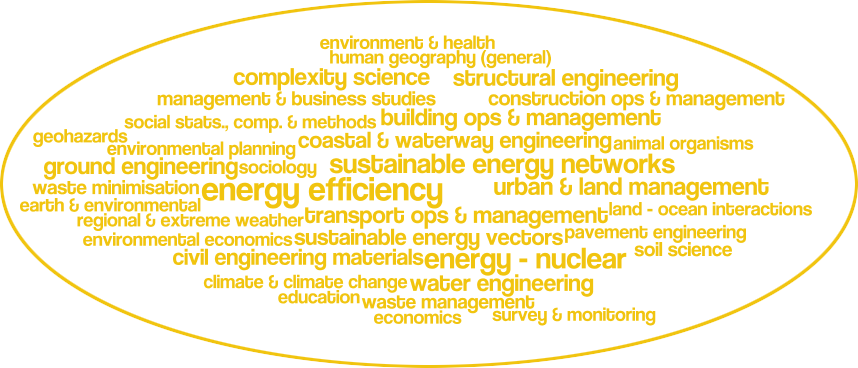 environment & health
human geography (general)
complexity science
structural engineering
management & business studies
construction ops & management
social stats., comp. & methods
building ops & management
geohazards
environmental planning
coastal & waterway engineering
animal organisms
ground engineering
sociology
sustainable energy networks
waste minimisation
energy efficiency
urban & land management
earth & environmental
regional & extreme weather
transport ops & management
land - ocean interactions
environmental economics
sustainable energy vectors
pavement engineering
civil engineering materials
energy - nuclear
soil science
climate & climate change
water engineering
education
waste management
economics
survey & monitoring